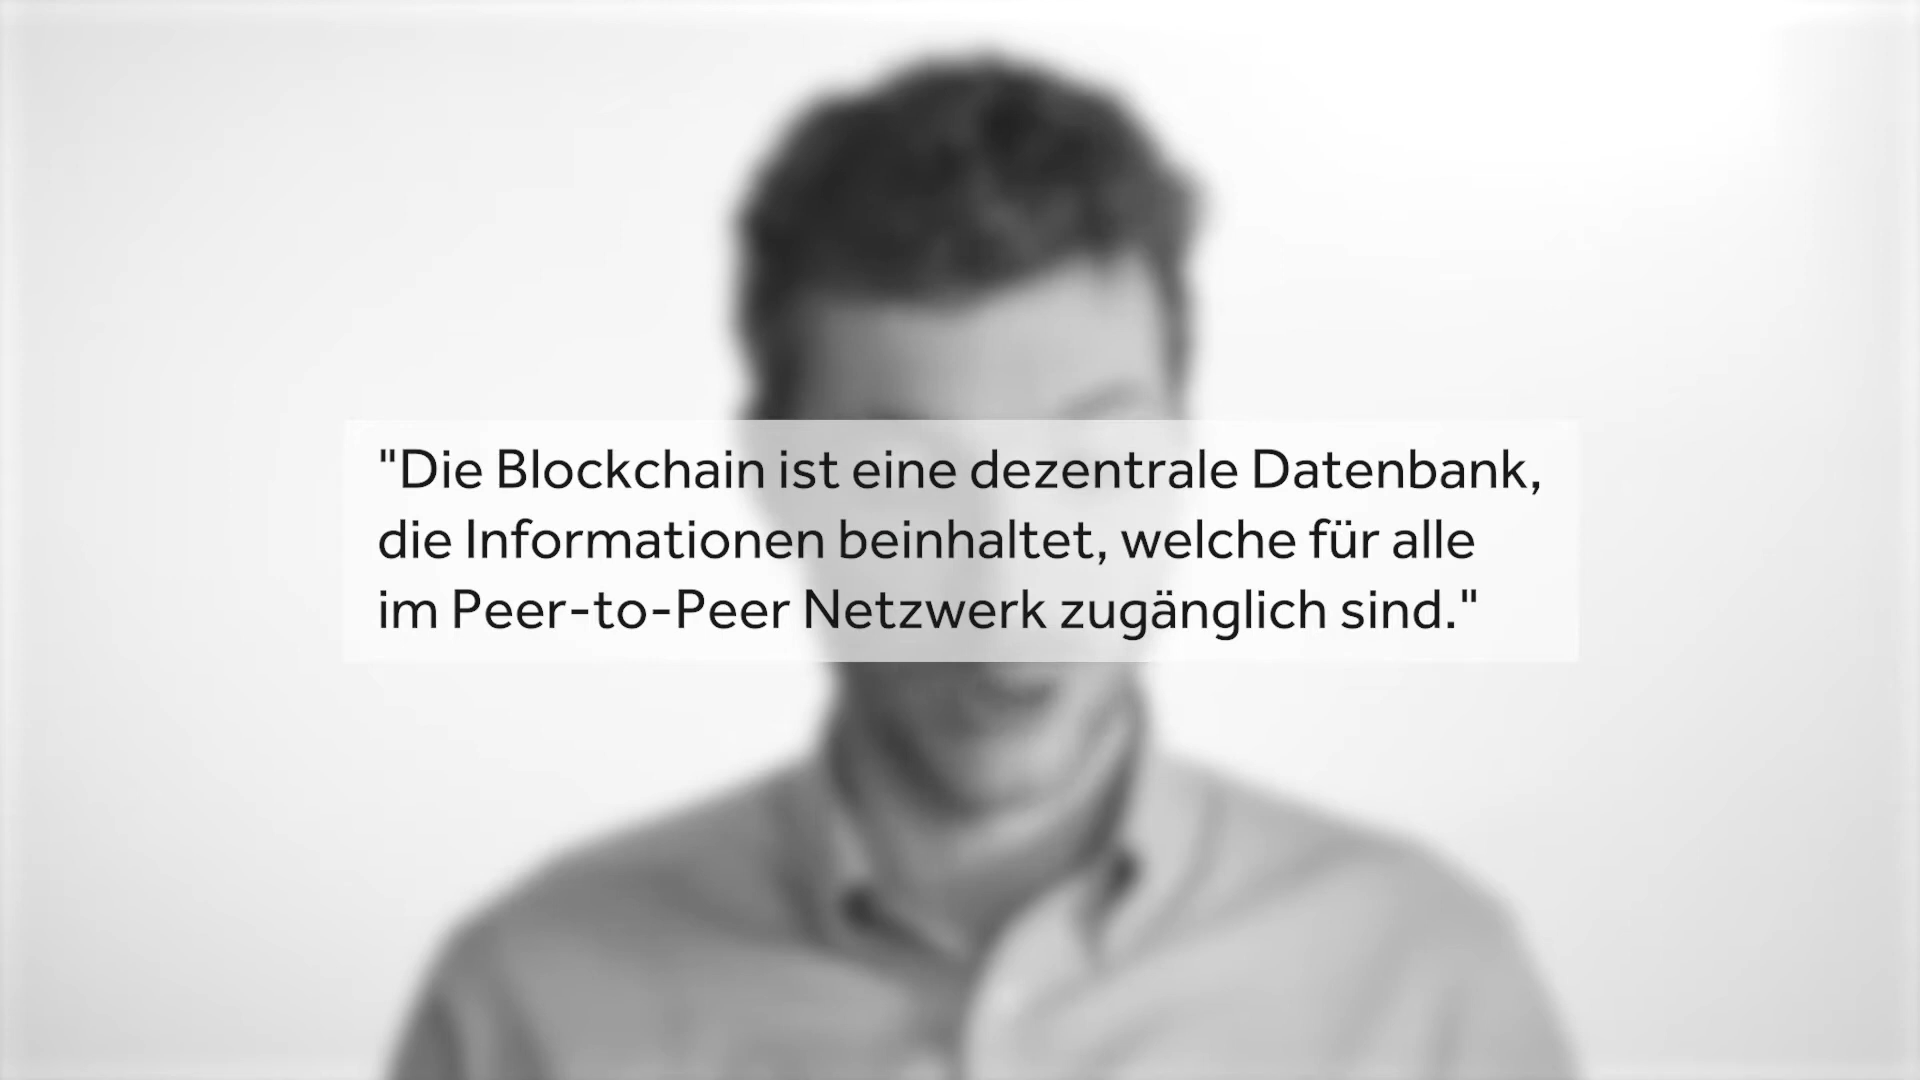 "Die Blockchain ist eine dezentrale Datenbank,
die Informationen beinhaltet, welche für alle
im Peer-to-Peer Netzwerk zugänglich sind."